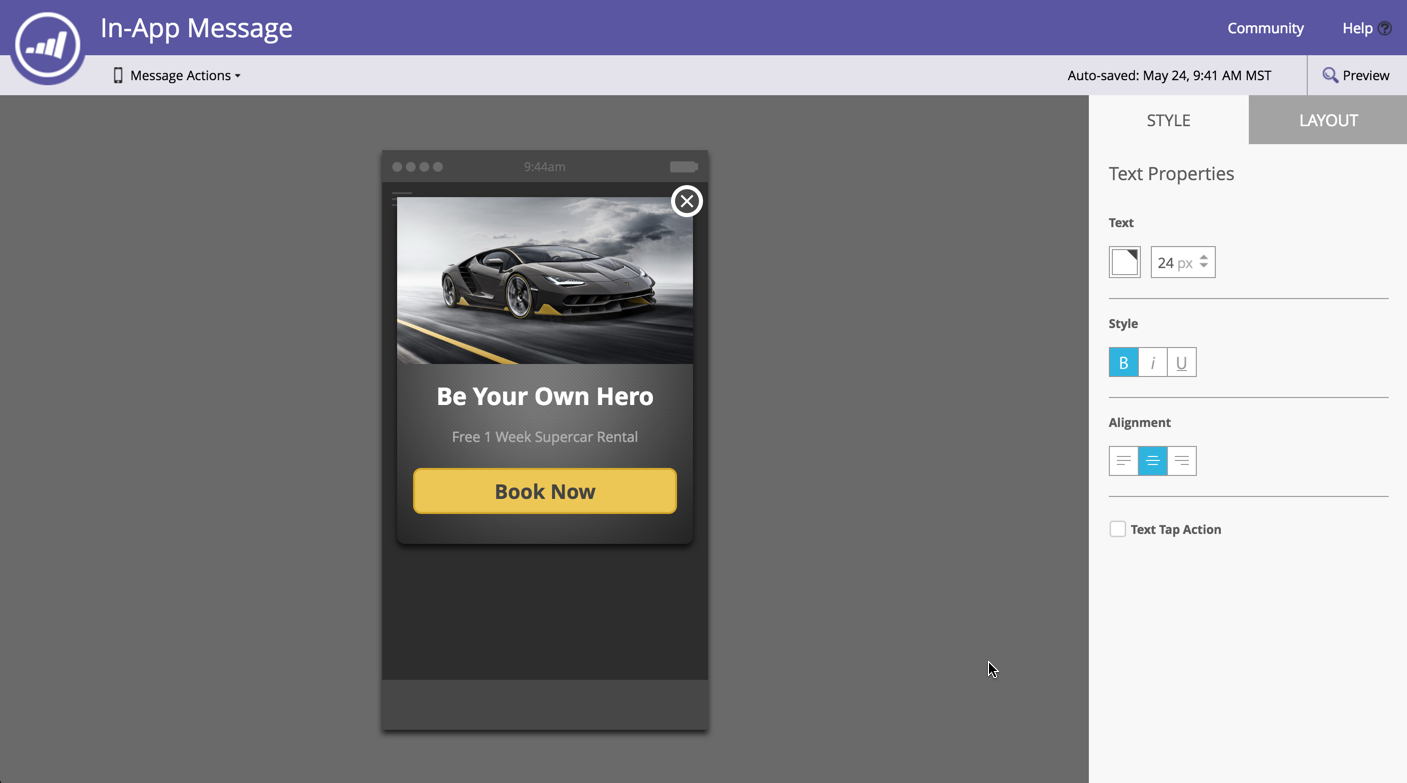 In-App Message
Community
Help ?
Message Actions
Auto-saved: May 24, 9:41 AM MST
Preview
STYLE
LAYOUT
9:44am
Be Your Own Hero
Free 1 Week Supercar Rental
Book Now
Text Properties
Text
24 px
Style
B i U
Alignment
Text Tap Action